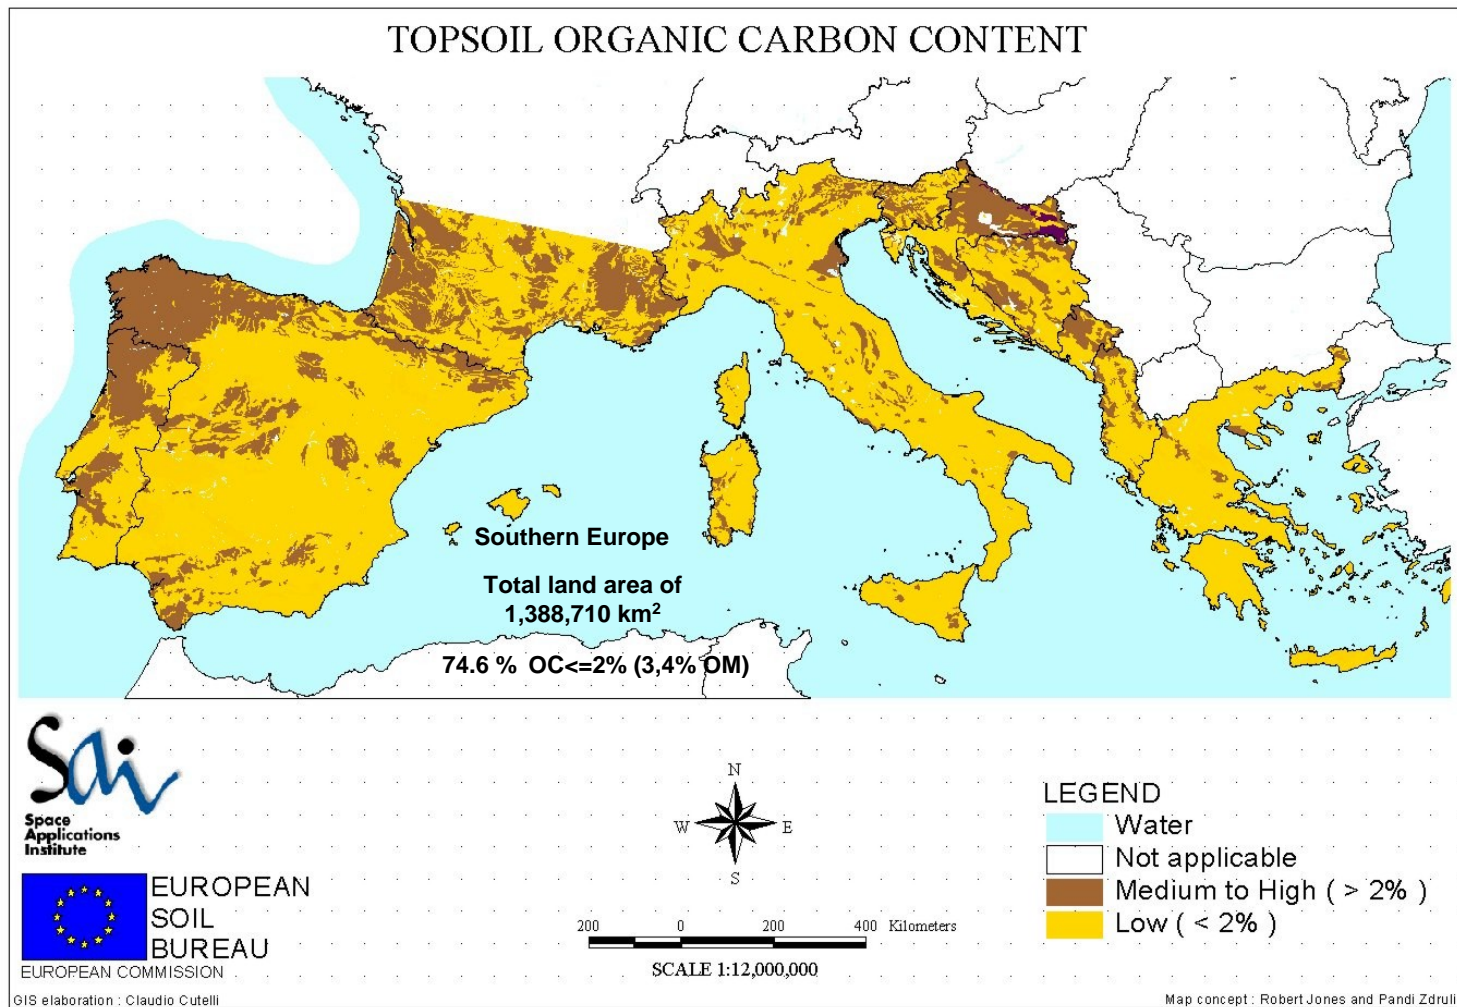 TOPSOIL ORGANIC CARBON CONTENT
Southern Europe
Total land area of
1,388,710 km²
74.6 % OC<=2% (3,4% OM)
Sai
Space
Applications
Institute
EUROPEAN
SOIL
BUREAU
EUROPEAN COMMISSION
GIS elaboration : Claudio Cutelli
N
W
E
S
200 0 200 400 Kilometers
SCALE 1:12,000,000
LEGEND
Water
Not applicable
Medium to High ( > 2% )
Low ( < 2% )
Map concept : Robert Jones and Pandi Zdruli